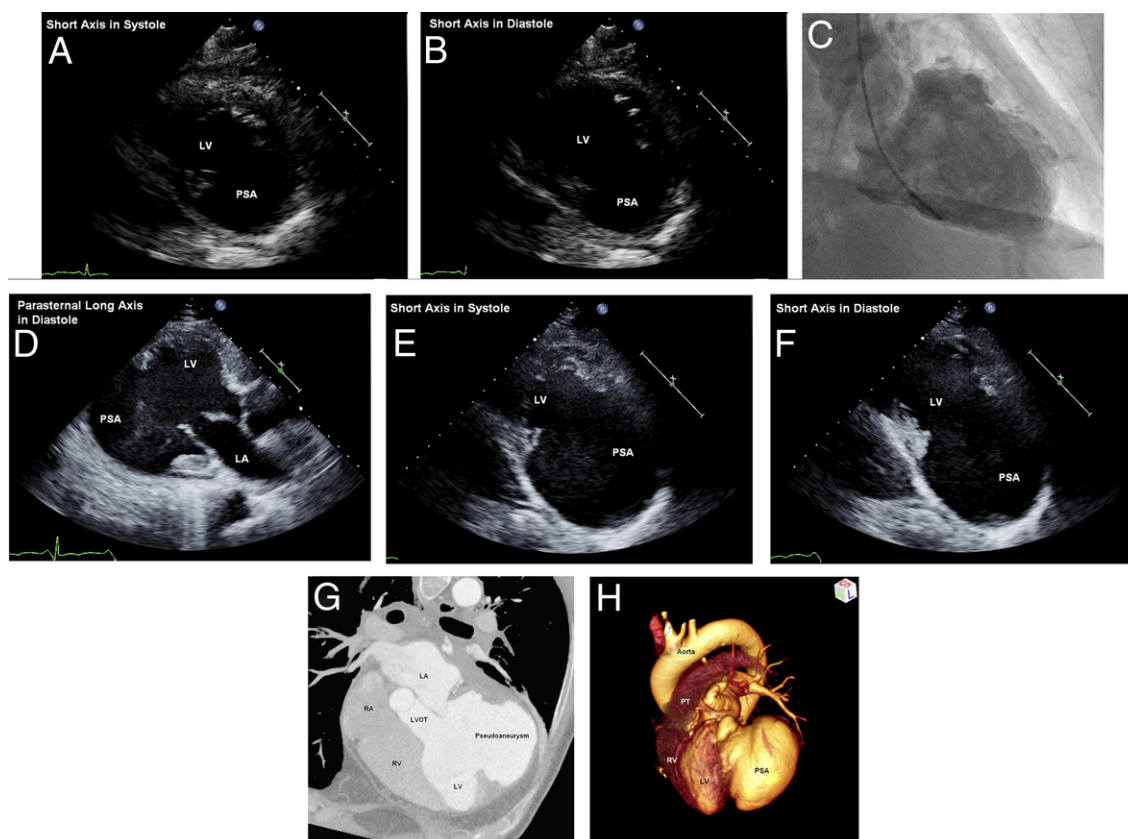 Short Axis in Systole
A
LV
PSA
Short Axis in Diastole
B
LV
PSA
C
Parasternal Long Axis
in Diastole
D
LV
PSA
LA
Short Axis in Systole
E
LV
PSA
Short Axis in Diastole
F
LV
PSA
G
LA
RA
LVOT
Pseudoaneurysm
RV
LV
H
S
L
Aorta
PT
RV
LV
PSA